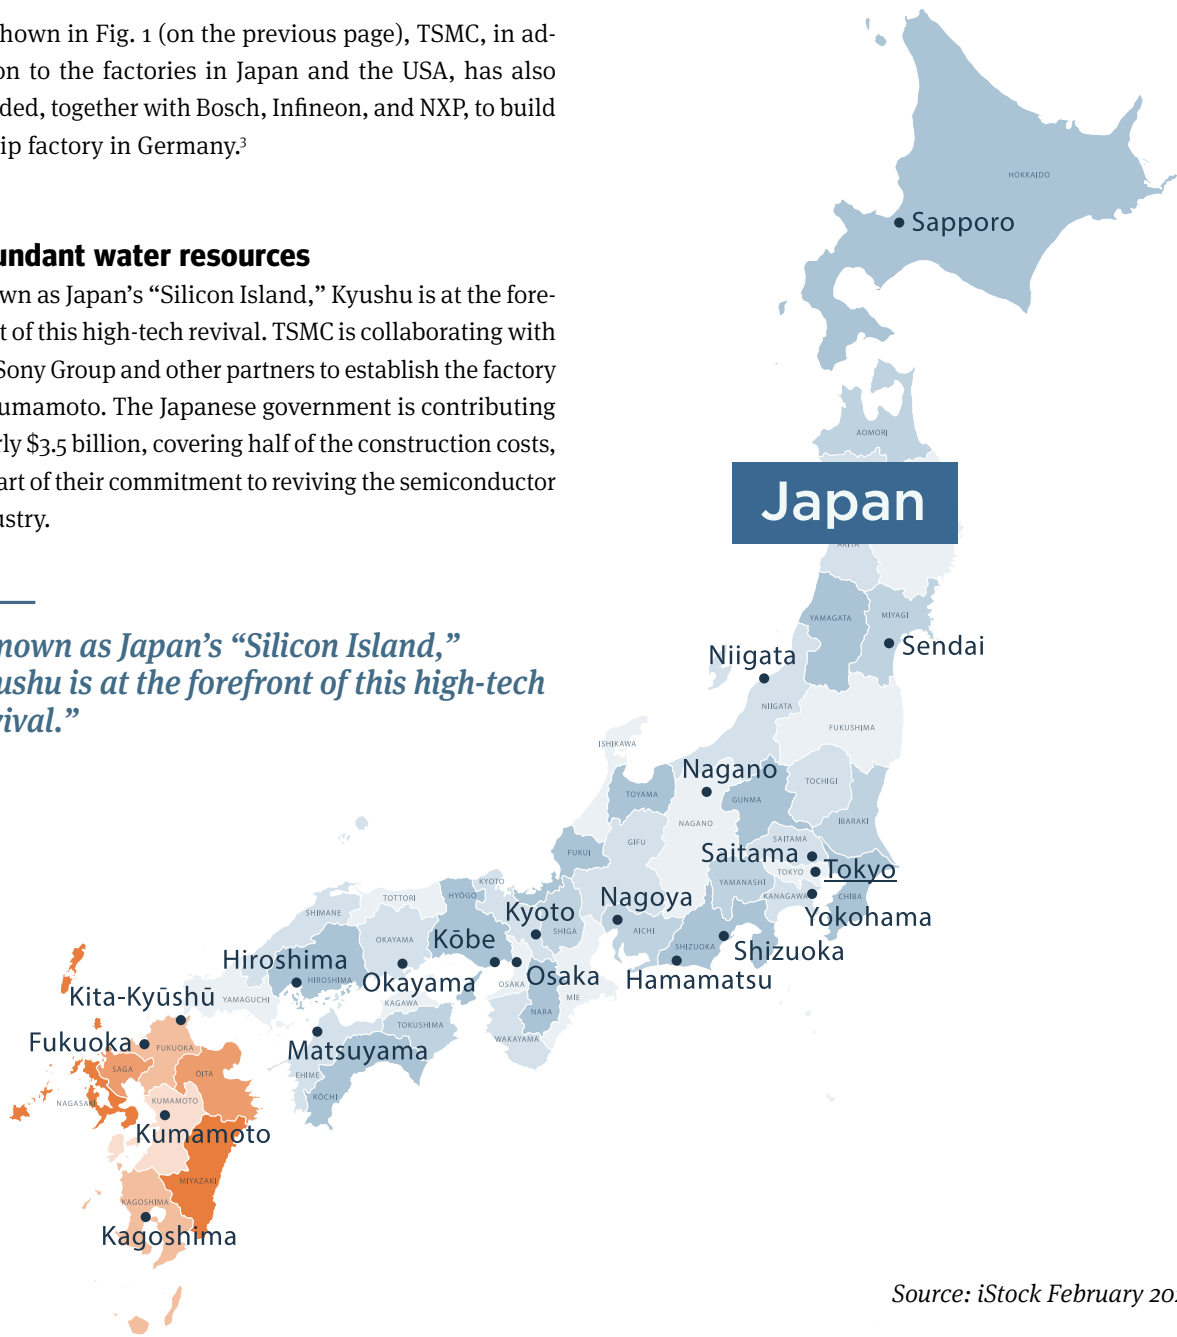 hown in Fig. 1 (on the previous page), TSMC, in ad-
on to the factories in Japan and the USA, has also
ded, together with Bosch, Infineon, and NXP, to build
ip factory in Germany.³
undant water resources
wn as Japan’s “Silicon Island,” Kyushu is at the fore-
t of this high-tech revival. TSMC is collaborating with
Sony Group and other partners to establish the factory
umamoto. The Japanese government is contributing
rly $3.5 billion, covering half of the construction costs,
art of their commitment to reviving the semiconductor
ustry.
nown as Japan’s “Silicon Island,”
ushu is at the forefront of this high-tech
vival.”
HOKKAIDO
Sapporo
AOMORI
Japan
AKITA
YAMAGATA
MIYAGI
Sendai
Niigata
NIIGATA
FUKUSHIMA
ISHIKAWA
Nagano
TOYAMA
GUNMA
TOCHIGI
NAGANO
IBARAKI
GIFU
SAITAMA
FUKUI
Saitama
TOKYO
Tokyo
KYOTO
YAMANASHI
HYŌGO
TOTTORI
KANAGAWA
CHIBA
Nagoya
SHIMANE
Kyoto
Yokohama
SHIGA
AICHI
OKAYAMA
Kōbe
SHIZUOKA
Shizuoka
Hiroshima
HIROSHIMA
Okayama
OSAKA
Osaka
Hamamatsu
Kita-Kyūshū
YAMAGUCHI
KAGAWA
MIE
NARA
TOKUSHIMA
WAKAYAMA
Fukuoka
FUKUOKA
Matsuyama
SAGA
ŌITA
EHIME
KŌCHI
NAGASAKI
KUMAMOTO
Kumamoto
MIYAZAKI
KAGOSHIMA
Kagoshima
Source: iStock February 20